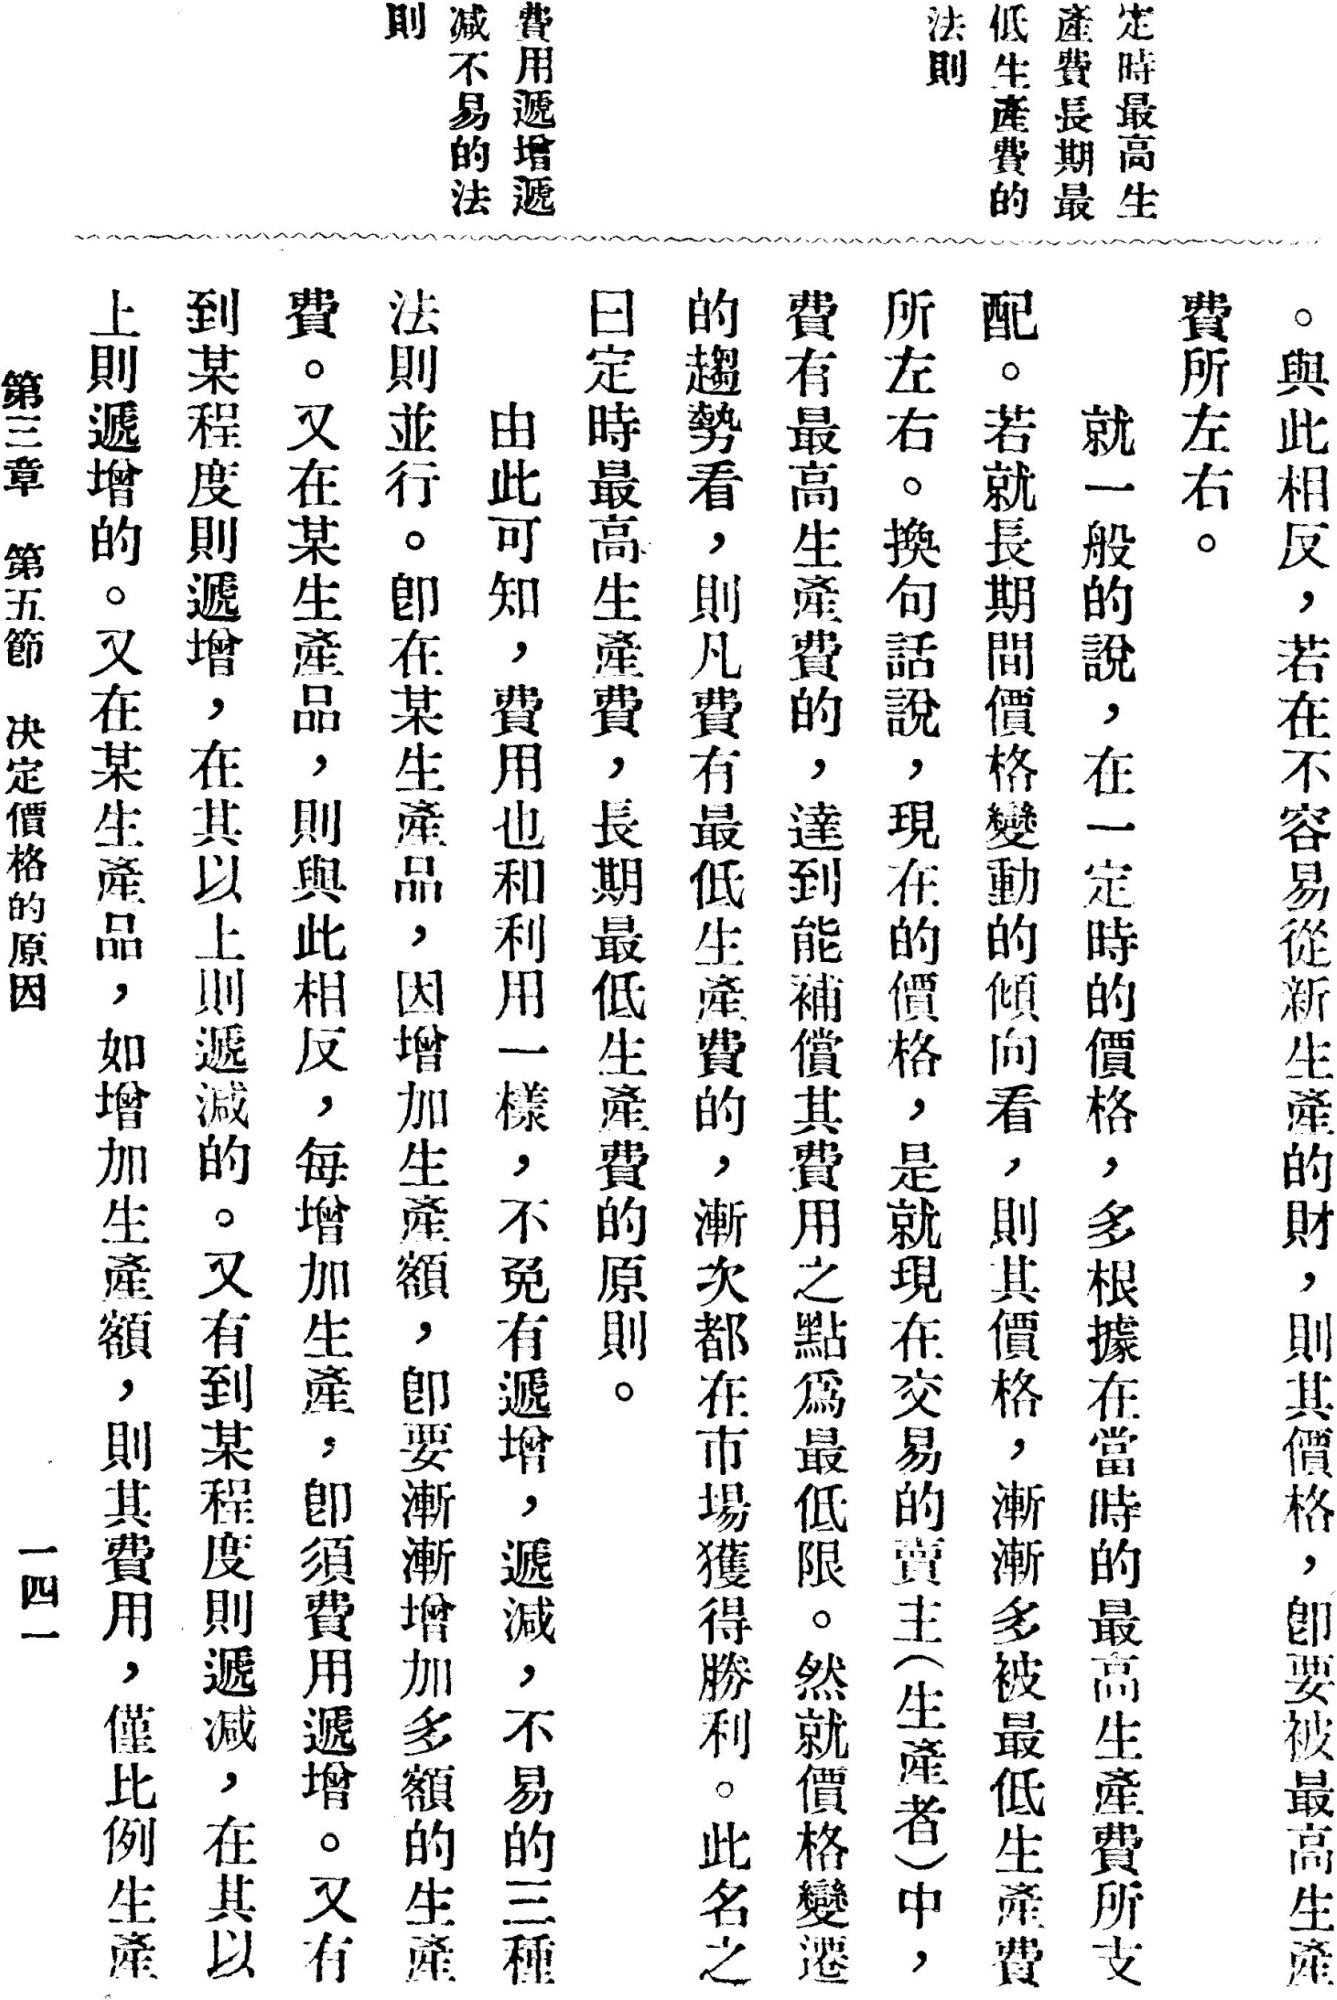 定時最高生
產費長期最
低生產費的
法則
費用遞增遞
減不易的法
則
。與此相反，若在不容易從新生產的財，則其價格，卽要被最高生產
費所左右。
就一般的說，在一定時的價格，多根據在當時的最高生產費所支
配。若就長期間價格變動的傾向看，則其價格，漸漸多被最低生產費
所左右。換句話說，現在的價格，是就現在交易的賣主（生產者）中，
費有最高生產費的，達到能補償其費用之點爲最低限。然就價格變遷
的趨勢看，則凡費有最低生產費的，漸次都在市場獲得勝利。此名之
曰定時最高生產費，長期最低生產費的原則。
由此可知，費用也和利用一樣，不免有遞增，遞減，不易的三種
法則並行。卽在某生產品，因增加生產額，卽要漸漸增加多額的生產
費。又在某生產品，則與此相反，每增加生產，卽須費用遞增。又有
到某程度則遞增，在其以上則遞減的。又有到某程度則遞減，在其以
上則遞增的。又在某生產品，如增加生產額，則其費用，僅比例生產
第三章　第五節　決定價格的原因　一四一